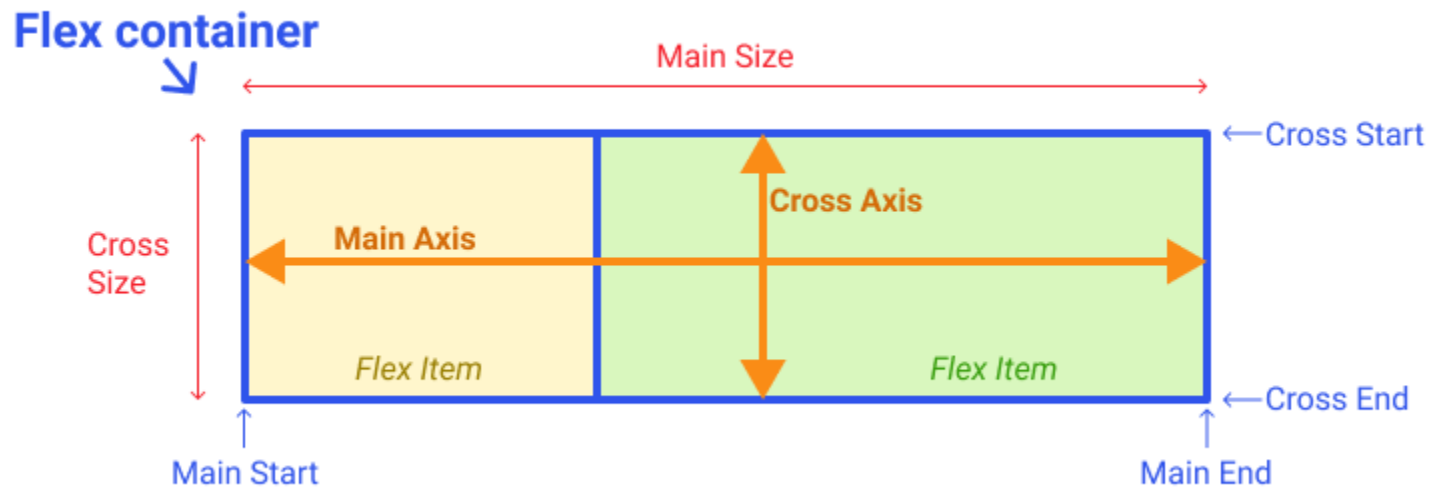 Flex container
Main Size
Cross Start
Cross Axis
Main Axis
Cross
Size
Flex Item
Flex Item
Cross End
Main Start
Main End